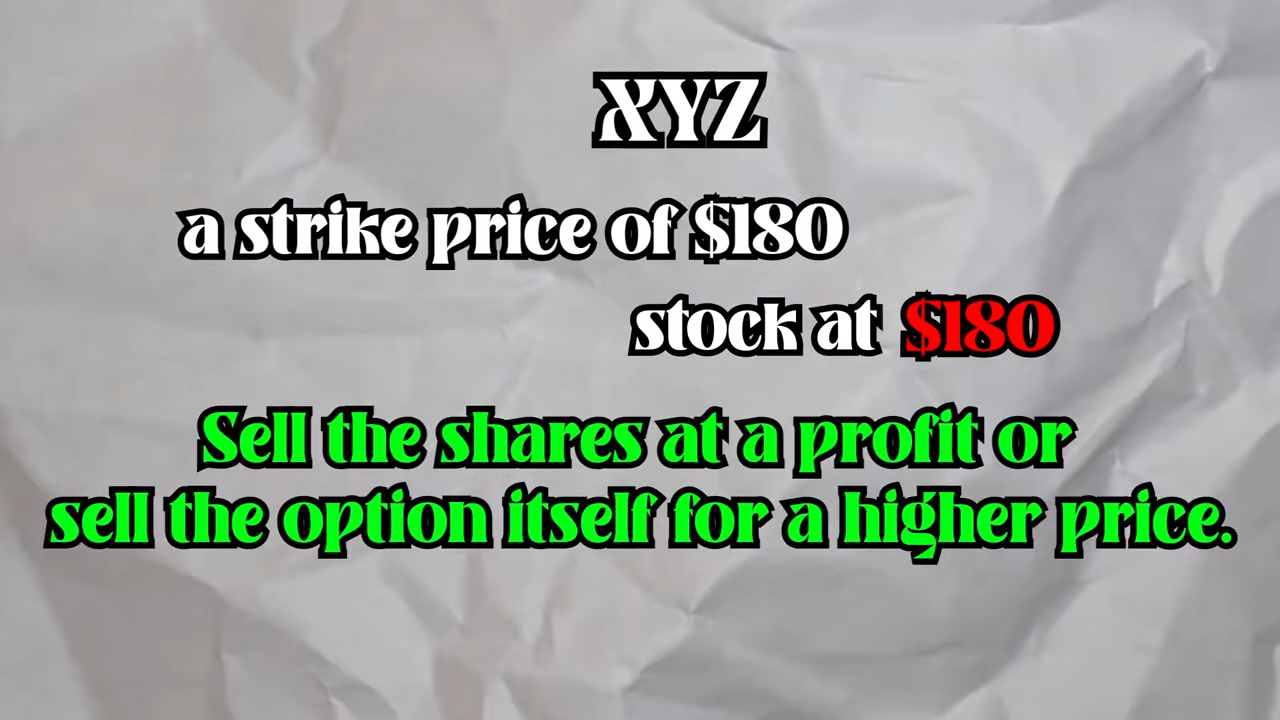 XYZ
a strike price of $180
stock at $180
Sell the shares at a profit or
sell the option itself for a higher price.